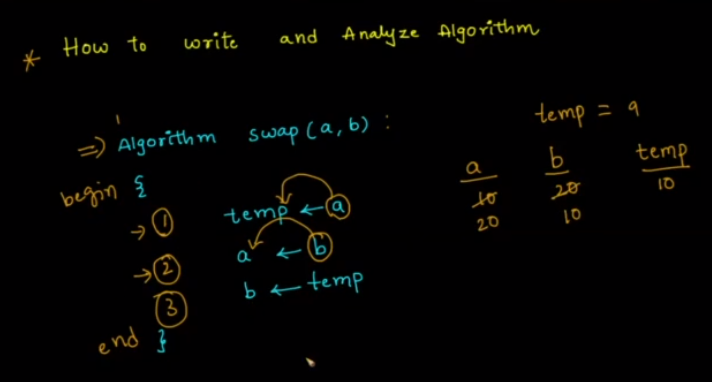 * How to write and Analyze Algorithm
⇒) Algorithm swap (a, b) :
begin {
→ ① temp ← a
→ ② a ← b
③ b ← temp
end }
temp = a
a b temp
10 20 10
20 10